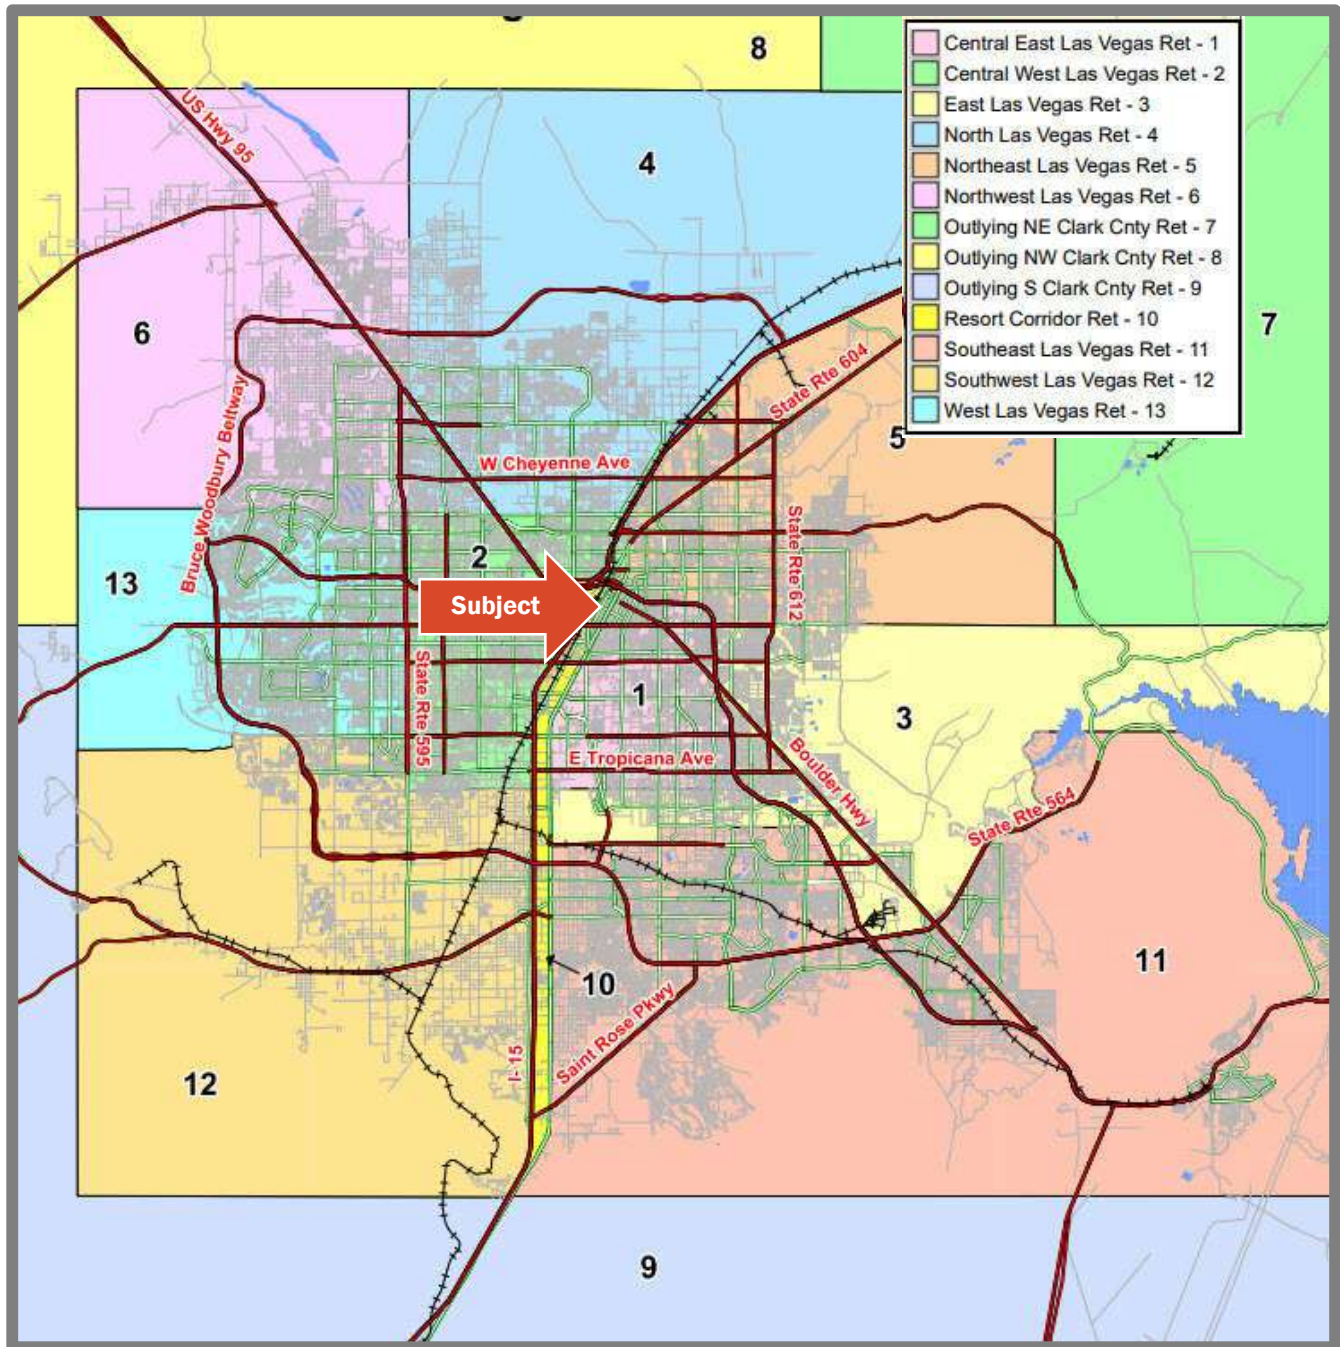 8
Central East Las Vegas Ret - 1
Central West Las Vegas Ret - 2
East Las Vegas Ret - 3
North Las Vegas Ret - 4
Northeast Las Vegas Ret - 5
Northwest Las Vegas Ret - 6
Outlying NE Clark Cnty Ret - 7
Outlying NW Clark Cnty Ret - 8
Outlying S Clark Cnty Ret - 9
Resort Corridor Ret - 10
Southeast Las Vegas Ret - 11
Southwest Las Vegas Ret - 12
West Las Vegas Ret - 13
US Hwy 95
4
6
7
State Rte 604
5
Bruce Woodbury Beltway
W Cheyenne Ave
State Rte 612
2
13
Subject
State Rte 595
1
3
E Tropicana Ave
Boulder Hwy
State Rte 564
10
11
I- 15
Saint Rose Pkwy
12
9